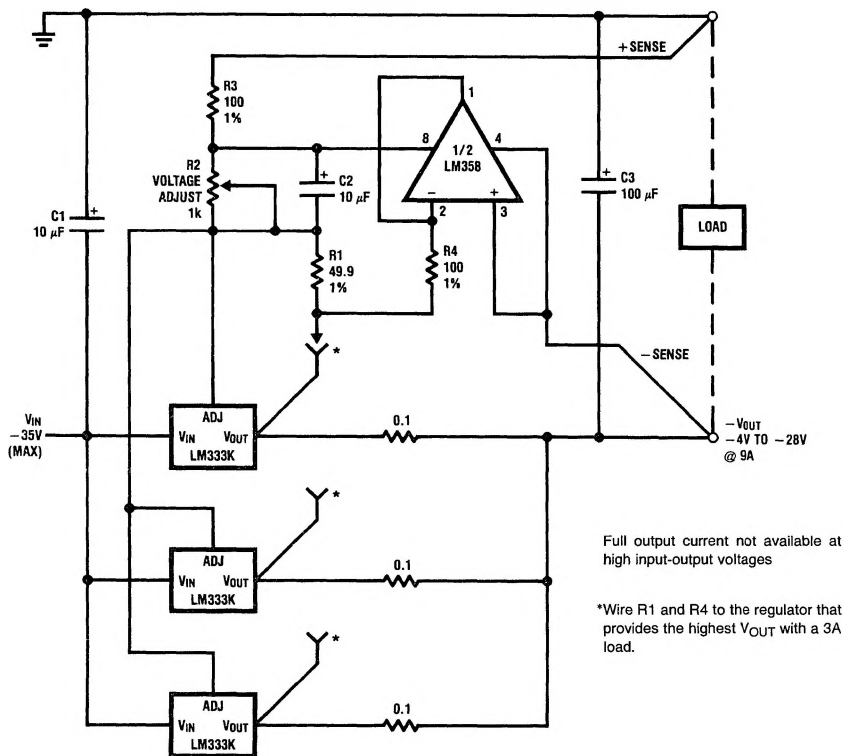 +SENSE
R3
100
1%
1
8
1/2
LM358
4
−
+
2
3
R2
VOLTAGE
ADJUST
1k
+
C2
10 µF
+
C1
10 µF
+
C3
100 µF
LOAD
R1
49.9
1%
R4
100
1%
*
−SENSE
VIN
−35V
(MAX)
ADJ
VIN VOUT
LM333K
0.1
−VOUT
−4V TO −28V
@ 9A
*
ADJ
VIN VOUT
LM333K
0.1
*
ADJ
VIN VOUT
LM333K
0.1
Full output current not available at
high input-output voltages
*Wire R1 and R4 to the regulator that
provides the highest VOUT with a 3A
load.